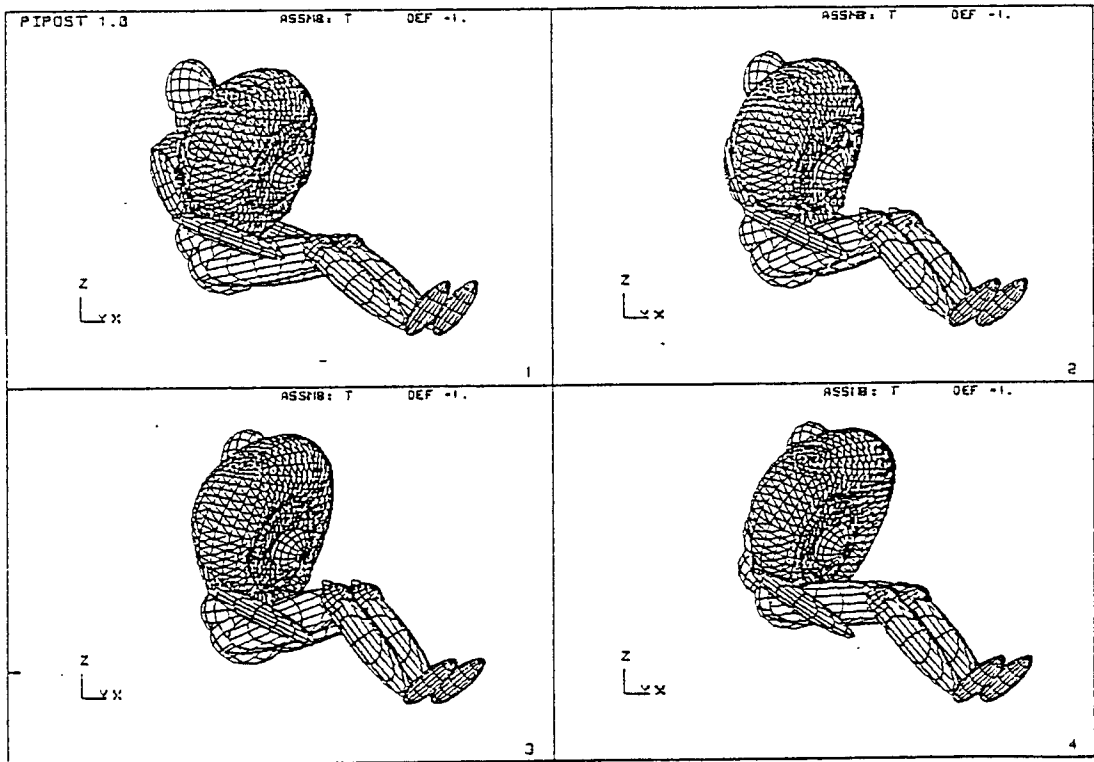 PIPOST 1.0
ASSMB: T DEF *1.
ASSMB: T DEF *1.
Z
Y X
1
Z
Y X
2
ASSMB: T DEF *1.
ASSMB: T DEF *1.
Z
Y X
3
Z
Y X
4